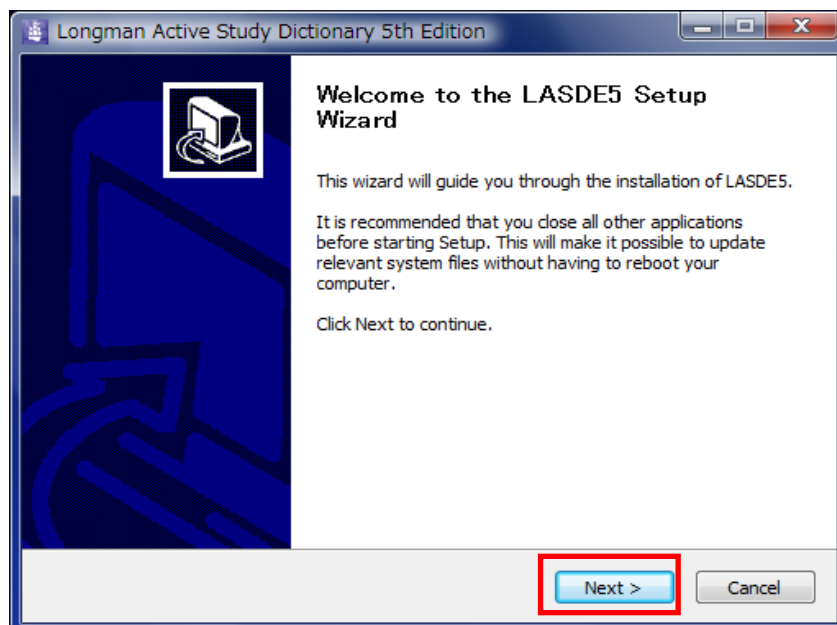 Longman Active Study Dictionary 5th Edition
Welcome to the LASDE5 Setup
Wizard
This wizard will guide you through the installation of LASDE5.
It is recommended that you close all other applications
before starting Setup. This will make it possible to update
relevant system files without having to reboot your
computer.
Click Next to continue.
Next > Cancel